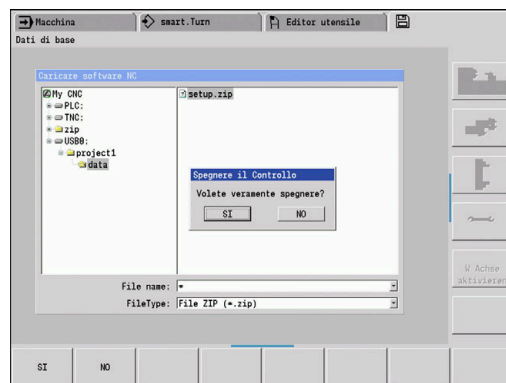 Macchina smart.Turn Editor utensile
Dati di base
Caricare software NC
My CNC
PLC:
TNC:
zip
USB0:
project1
data
setup.zip
Spegnere il Controllo
Volete veramente spegnere?
SI NO
File name: *
FileType: File ZIP (*.zip)
W Achse
aktivieren
SI NO